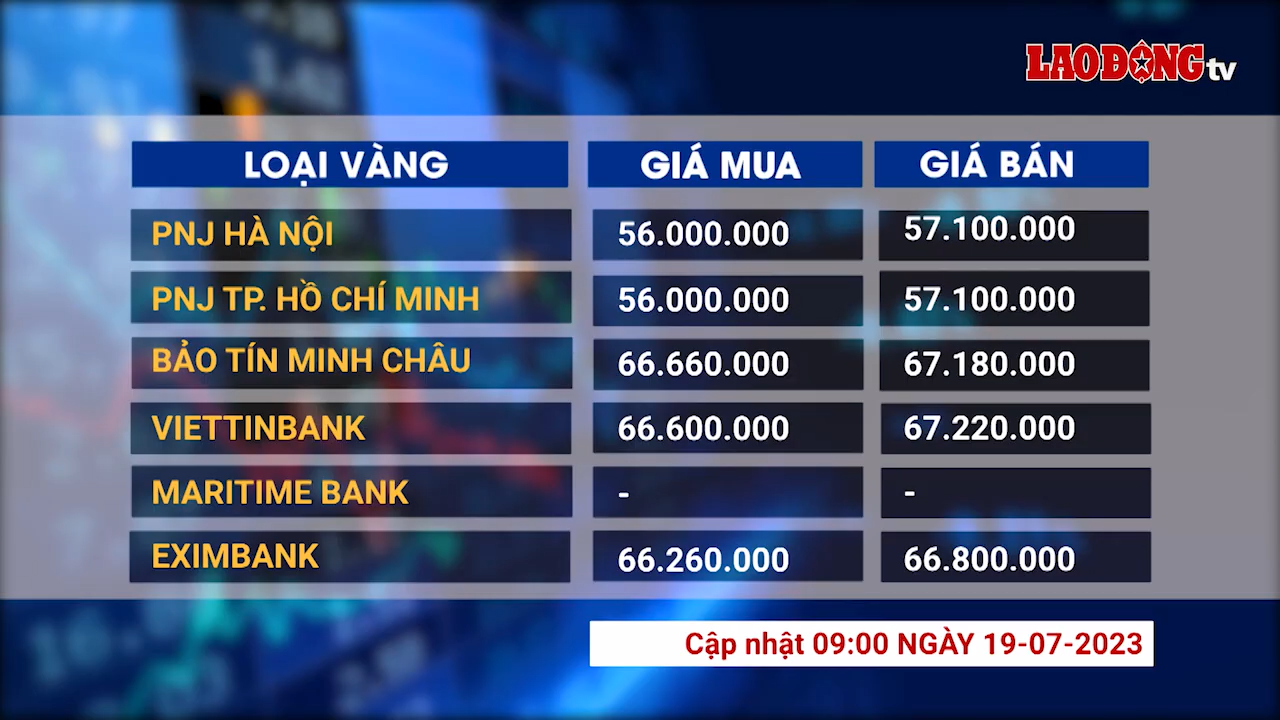 LAO ĐỘNG tv
LOẠI VÀNG GIÁ MUA GIÁ BÁN
PNJ HÀ NỘI 56.000.000 57.100.000
PNJ TP. HỒ CHÍ MINH 56.000.000 57.100.000
BẢO TÍN MINH CHÂU 66.660.000 67.180.000
VIETTINBANK 66.600.000 67.220.000
MARITIME BANK - -
EXIMBANK 66.260.000 66.800.000
Cập nhật 09:00 NGÀY 19-07-2023